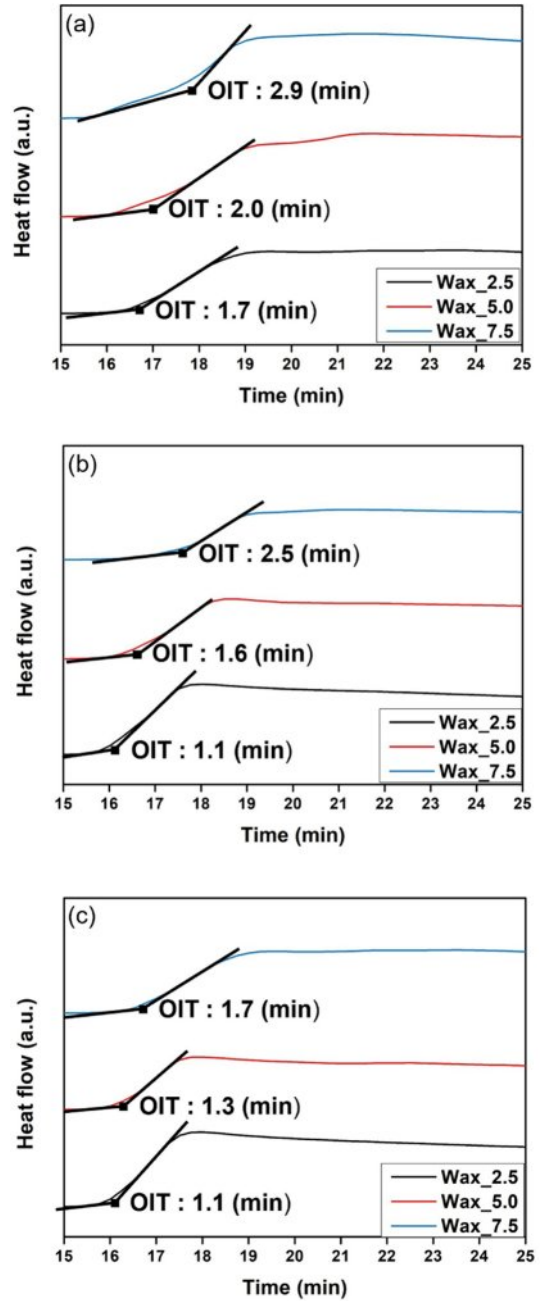 (a)
OIT : 2.9 (min)
OIT : 2.0 (min)
OIT : 1.7 (min)
Heat flow (a.u.)
Wax_2.5
Wax_5.0
Wax_7.5
15 16 17 18 19 20 21 22 23 24 25
Time (min)
(b)
OIT : 2.5 (min)
OIT : 1.6 (min)
OIT : 1.1 (min)
Heat flow (a.u.)
Wax_2.5
Wax_5.0
Wax_7.5
15 16 17 18 19 20 21 22 23 24 25
Time (min)
(c)
OIT : 1.7 (min)
OIT : 1.3 (min)
OIT : 1.1 (min)
Heat flow (a.u.)
Wax_2.5
Wax_5.0
Wax_7.5
15 16 17 18 19 20 21 22 23 24 25
Time (min)